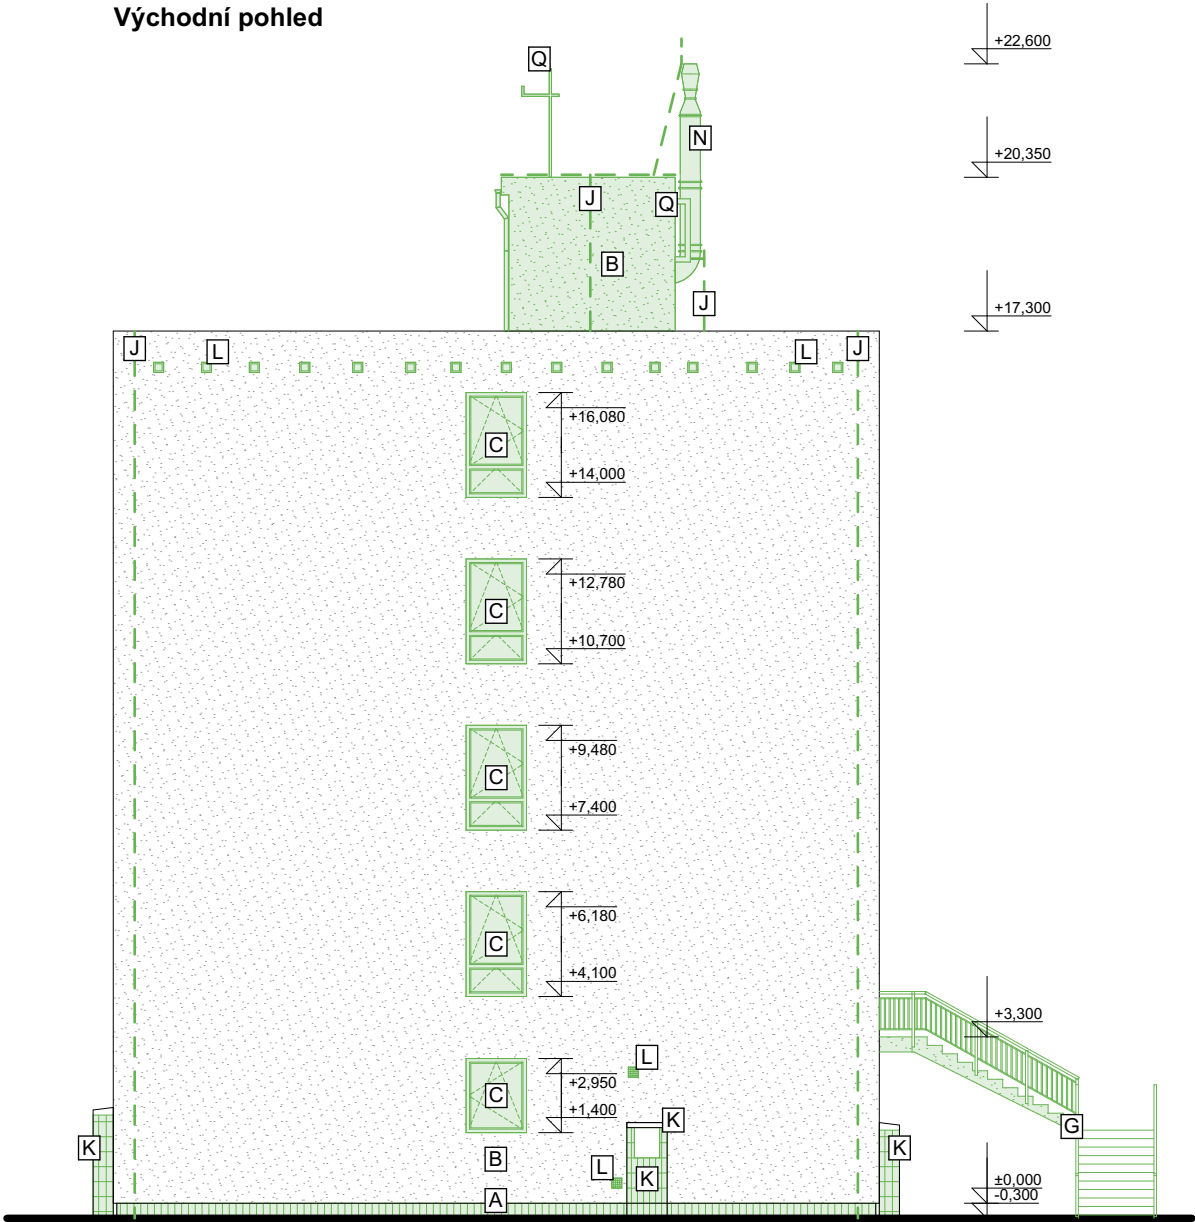 Východní pohled
+22,600
Q
N
+20,350
J
Q
B
J
+17,300
J
L
L
J
+16,080
C
+14,000
+12,780
C
+10,700
+9,480
C
+7,400
+6,180
C
+4,100
+3,300
L
+2,950
C
+1,400
K
G
K
K
B
L
K
±0,000
-0,300
A